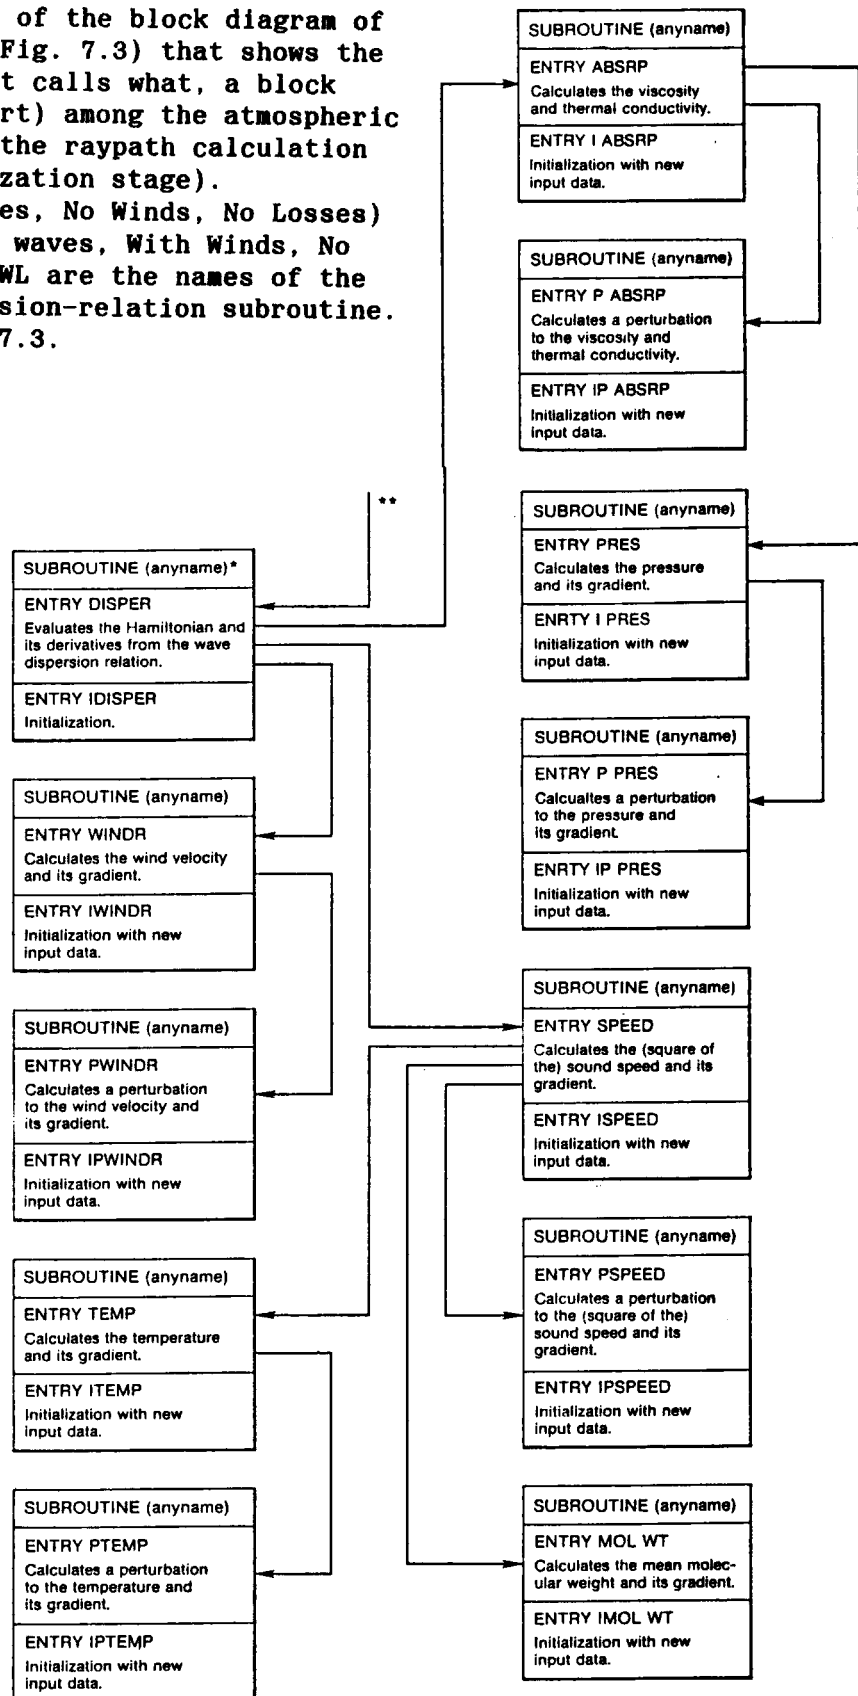 of the block diagram of
Fig. 7.3) that shows the
t calls what, a block
rt) among the atmospheric
the raypath calculation
zation stage).
es, No Winds, No Losses)
waves, With Winds, No
WL are the names of the
sion-relation subroutine.
7.3.
SUBROUTINE (anyname)
ENTRY ABSRP
Calculates the viscosity
and thermal conductivity.
ENTRY I ABSRP
Initialization with new
input data.
SUBROUTINE (anyname)
ENTRY P ABSRP
Calculates a perturbation
to the viscosity and
thermal conductivity.
ENTRY IP ABSRP
Initialization with new
input data.
**
SUBROUTINE (anyname)
ENTRY PRES
Calculates the pressure
and its gradient.
ENRTY I PRES
Initialization with new
input data.
SUBROUTINE (anyname)*
ENTRY DISPER
Evaluates the Hamiltonian and
its derivatives from the wave
dispersion relation.
ENTRY IDISPER
Initialization.
SUBROUTINE (anyname)
ENTRY P PRES
Calcualtes a perturbation
to the pressure and
its gradient.
ENRTY IP PRES
Initialization with new
input data.
SUBROUTINE (anyname)
ENTRY WINDR
Calculates the wind velocity
and its gradient.
ENTRY IWINDR
Initialization with new
input data.
SUBROUTINE (anyname)
ENTRY SPEED
Calculates the (square of
the) sound speed and its
gradient.
ENTRY ISPEED
Initialization with new
input data.
SUBROUTINE (anyname)
ENTRY PWINDR
Calculates a perturbation
to the wind velocity and
its gradient.
ENTRY IPWINDR
Initialization with new
input data.
SUBROUTINE (anyname)
ENTRY PSPEED
Calculates a perturbation
to the (square of the)
sound speed and its
gradient.
ENTRY IPSPEED
Initialization with new
input data.
SUBROUTINE (anyname)
ENTRY TEMP
Calculates the temperature
and its gradient.
ENTRY ITEMP
Initialization with new
input data.
SUBROUTINE (anyname)
ENTRY MOL WT
Calculates the mean molec-
ular weight and its gradient.
ENTRY IMOL WT
Initialization with new
input data.
SUBROUTINE (anyname)
ENTRY PTEMP
Calculates a perturbation
to the temperature and
its gradient.
ENTRY IPTEMP
Initialization with new
input data.